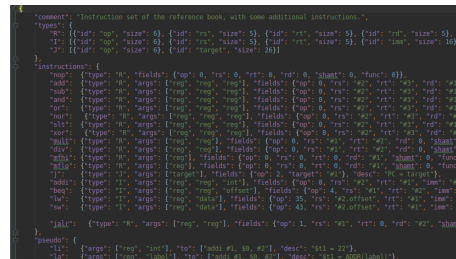 {
"comment": "Instruction set of the reference book, with some additional instructions.",
"types": {
"R": [{"id": "op", "size": 6}, {"id": "rs", "size": 5}, {"id": "rt", "size": 5}, {"id": "rd", "size": 5},
"I": [{"id": "op", "size": 6}, {"id": "rs", "size": 5}, {"id": "rt", "size": 5}, {"id": "imm", "size": 16}
"J": [{"id": "op", "size": 6}, {"id": "target", "size": 26}]
},
"instructions": {
"nop": {"type": "R", "fields": {"op": 0, "rs": 0, "rt": 0, "rd": 0, "shamt": 0, "func": 0}},
"add": {"type": "R", "args": ["reg", "reg", "reg"], "fields": {"op": 0, "rs": "#2", "rt": "#3", "rd": "#1
"sub": {"type": "R", "args": ["reg", "reg", "reg"], "fields": {"op": 0, "rs": "#2", "rt": "#3", "rd": "#1
"and": {"type": "R", "args": ["reg", "reg", "reg"], "fields": {"op": 0, "rs": "#2", "rt": "#3", "rd": "#1
"or": {"type": "R", "args": ["reg", "reg", "reg"], "fields": {"op": 0, "rs": "#2", "rt": "#3", "rd": "#1
"nor": {"type": "R", "args": ["reg", "reg", "reg"], "fields": {"op": 0, "rs": "#2", "rt": "#3", "rd": "#
"slt": {"type": "R", "args": ["reg", "reg", "reg"], "fields": {"op": 0, "rs": "#2", "rt": "#3", "rd": "#1
"xor": {"type": "R", "args": ["reg", "reg", "reg"], "fields": {"op": 0, "rs": "#2", "rt": "#3", "rd": "#
"mult": {"type": "R", "args": ["reg", "reg"], "fields": {"op": 0, "rs": "#1", "rt": "#2", "rd": 0, "shamt
"div": {"type": "R", "args": ["reg", "reg"], "fields": {"op": 0, "rs": "#1", "rt": "#2", "rd": 0, "shamt"
"mfhi": {"type": "R", "args": ["reg"], "fields": {"op": 0, "rs": 0, "rt": 0, "rd": "#1", "shamt": 0, "func
"mflo": {"type": "R", "args": ["reg"], "fields": {"op": 0, "rs": 0, "rt": 0, "rd": "#1", "shamt": 0, "func
"j": {"type": "J", "args": ["target"], "fields": {"op": 2, "target": "#1"}, "desc": "PC = target"},
"addi": {"type": "I", "args": ["reg", "reg", "int"], "fields": {"op": 8, "rs": "#2", "rt": "#1", "imm": "#
"beq": {"type": "I", "args": ["reg", "reg", "offset"], "fields": {"op": 4, "rs": "#1", "rt": "#2", "imm":
"lw": {"type": "I", "args": ["reg", "data"], "fields": {"op": 35, "rs": "#2.offset", "rt": "#1", "imm":
"sw": {"type": "I", "args": ["reg", "data"], "fields": {"op": 43, "rs": "#2.offset", "rt": "#1", "imm":
"jalr": {"type": "R", "args": ["reg", "reg"], "fields": {"op": 1, "rs": "#1", "rt": 0, "rd": "#2", "sham
},
"pseudo": {
"li": {"args": ["reg", "int"], "to": ["addi #1, $0, #2"], "desc": "$t1 = 22"},
"la": {"args": ["reg", "label"], "to": ["addi #1, $0, #2"], "desc": "$t1 = ADDR(label)"},